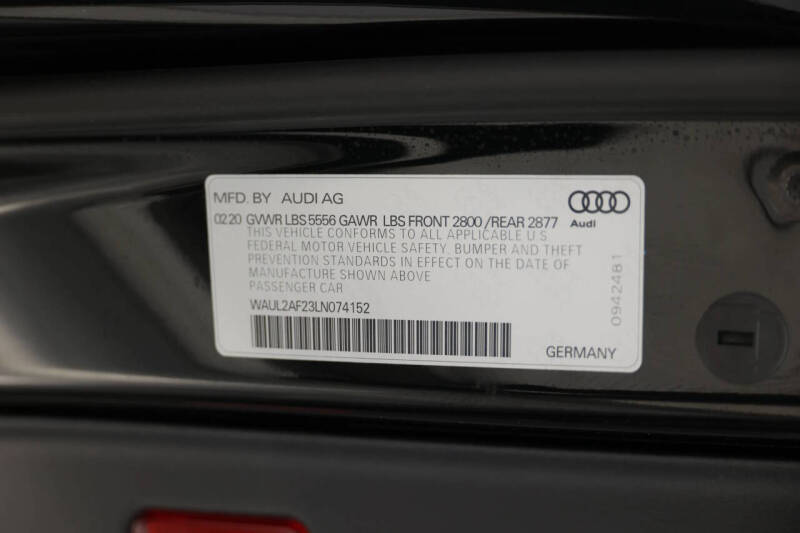 MFD. BY AUDI AG
Audi
02.20 GVWR LBS 5556 GAWR LBS FRONT 2800 /REAR 2877
THIS VEHICLE CONFORMS TO ALL APPLICABLE U.S.
FEDERAL MOTOR VEHICLE SAFETY, BUMPER AND THEFT
PREVENTION STANDARDS IN EFFECT ON THE DATE OF
MANUFACTURE SHOWN ABOVE
PASSENGER CAR
WAUL2AF23LN074152
GERMANY
0942481